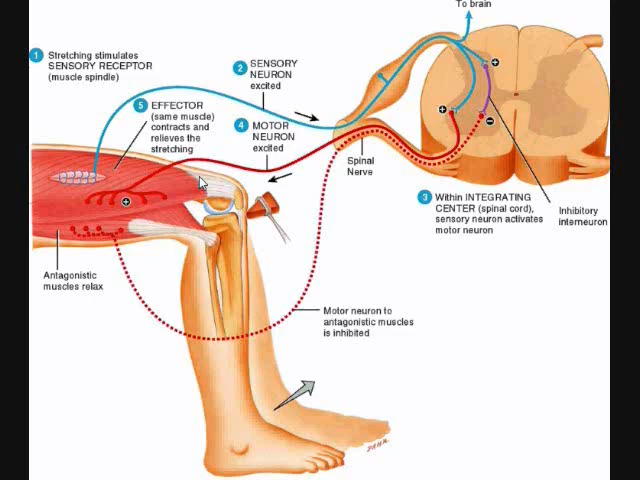 To brain
1 Stretching stimulates
SENSORY RECEPTOR
(muscle spindle)
2 SENSORY
NEURON
excited
5 EFFECTOR
(same muscle)
contracts and
relieves the
stretching
4 MOTOR
NEURON
excited
Spinal
Nerve
3 Within INTEGRATING
CENTER (spinal cord),
sensory neuron activates
motor neuron
Inhibitory
interneuron
Antagonistic
muscles relax
Motor neuron to
antagonistic muscles
is inhibited
+
+
−
+